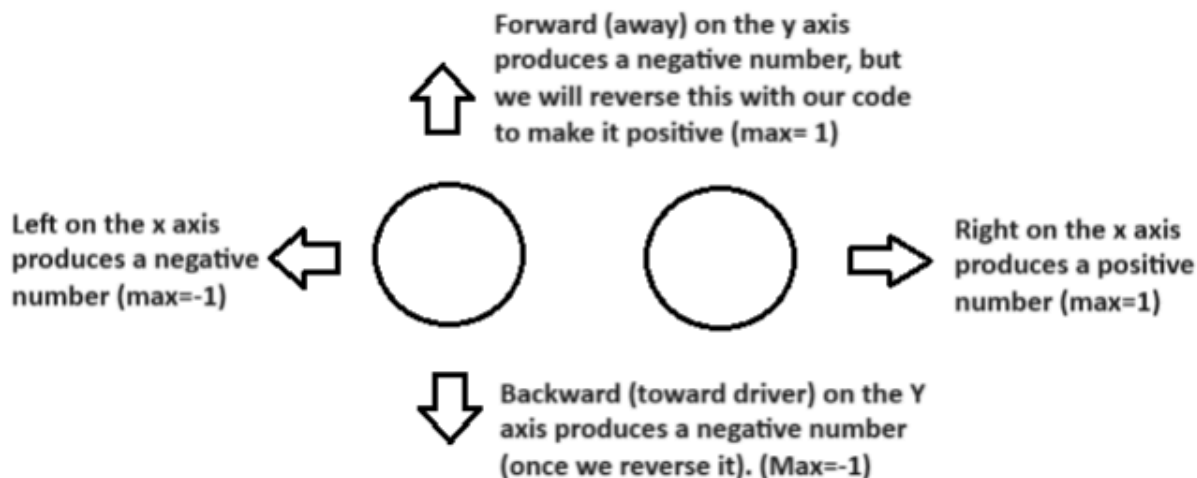 Forward (away) on the y axis
produces a negative number, but
we will reverse this with our code
to make it positive (max= 1)
Left on the x axis
produces a negative
number (max=-1)
Right on the x axis
produces a positive
number (max=1)
Backward (toward driver) on the Y
axis produces a negative number
(once we reverse it). (Max=-1)